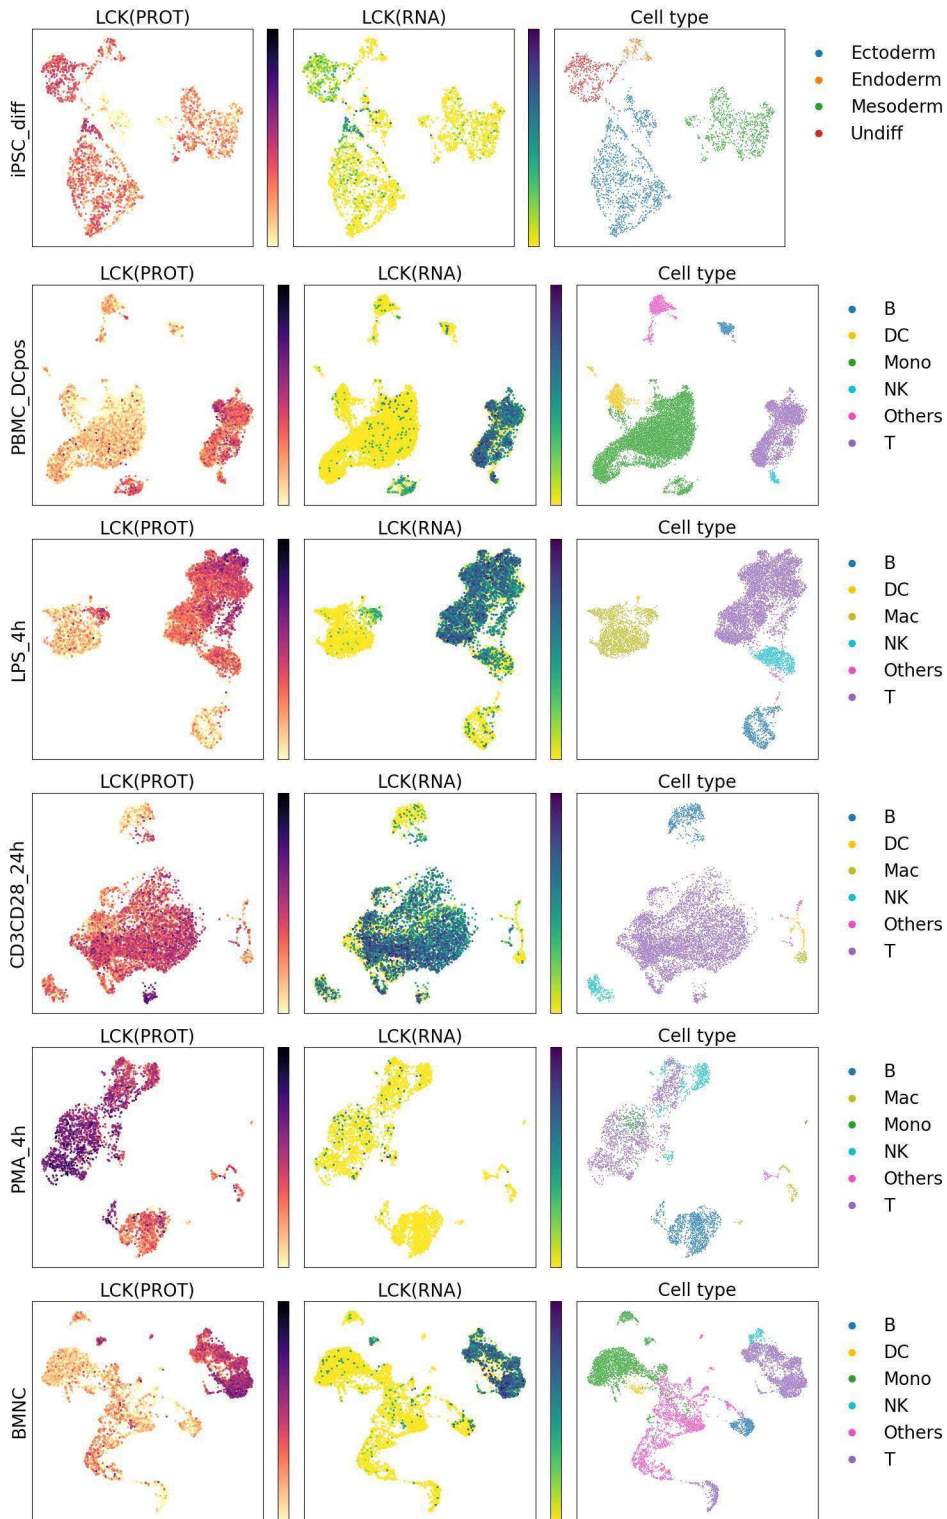 LCK(PROT) LCK(RNA) Cell type
iPSC_diff
Ectoderm
Endoderm
Mesoderm
Undiff
LCK(PROT) LCK(RNA) Cell type
PBMC_DCpos
B
DC
Mono
NK
Others
T
LCK(PROT) LCK(RNA) Cell type
LPS_4h
B
DC
Mac
NK
Others
T
LCK(PROT) LCK(RNA) Cell type
CD3CD28_24h
B
DC
Mac
NK
Others
T
LCK(PROT) LCK(RNA) Cell type
PMA_4h
B
Mac
Mono
NK
Others
T
LCK(PROT) LCK(RNA) Cell type
BMNC
B
DC
Mono
NK
Others
T